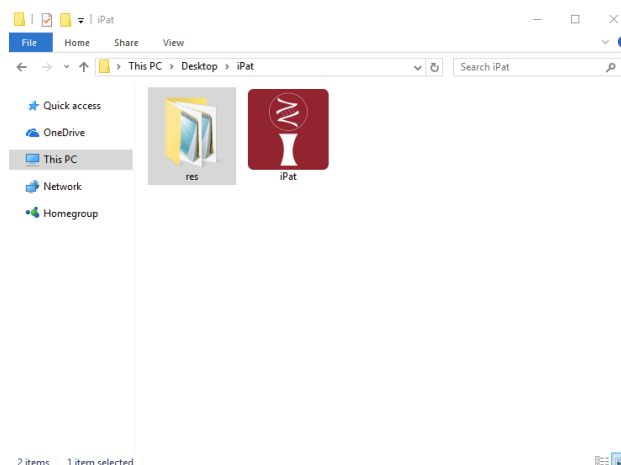 iPat
File Home Share View
This PC > Desktop > iPat
Search iPat
Quick access
OneDrive
This PC
Network
Homegroup
res
iPat
2 items 1 item selected